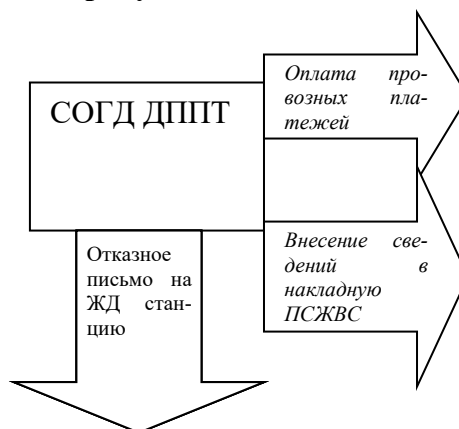 СОГД ДППТ
Оплата про-
возных пла-
тежей
Внесение све-
дений в
накладную
ПСЖВС
Отказное
письмо на
ЖД стан-
цию